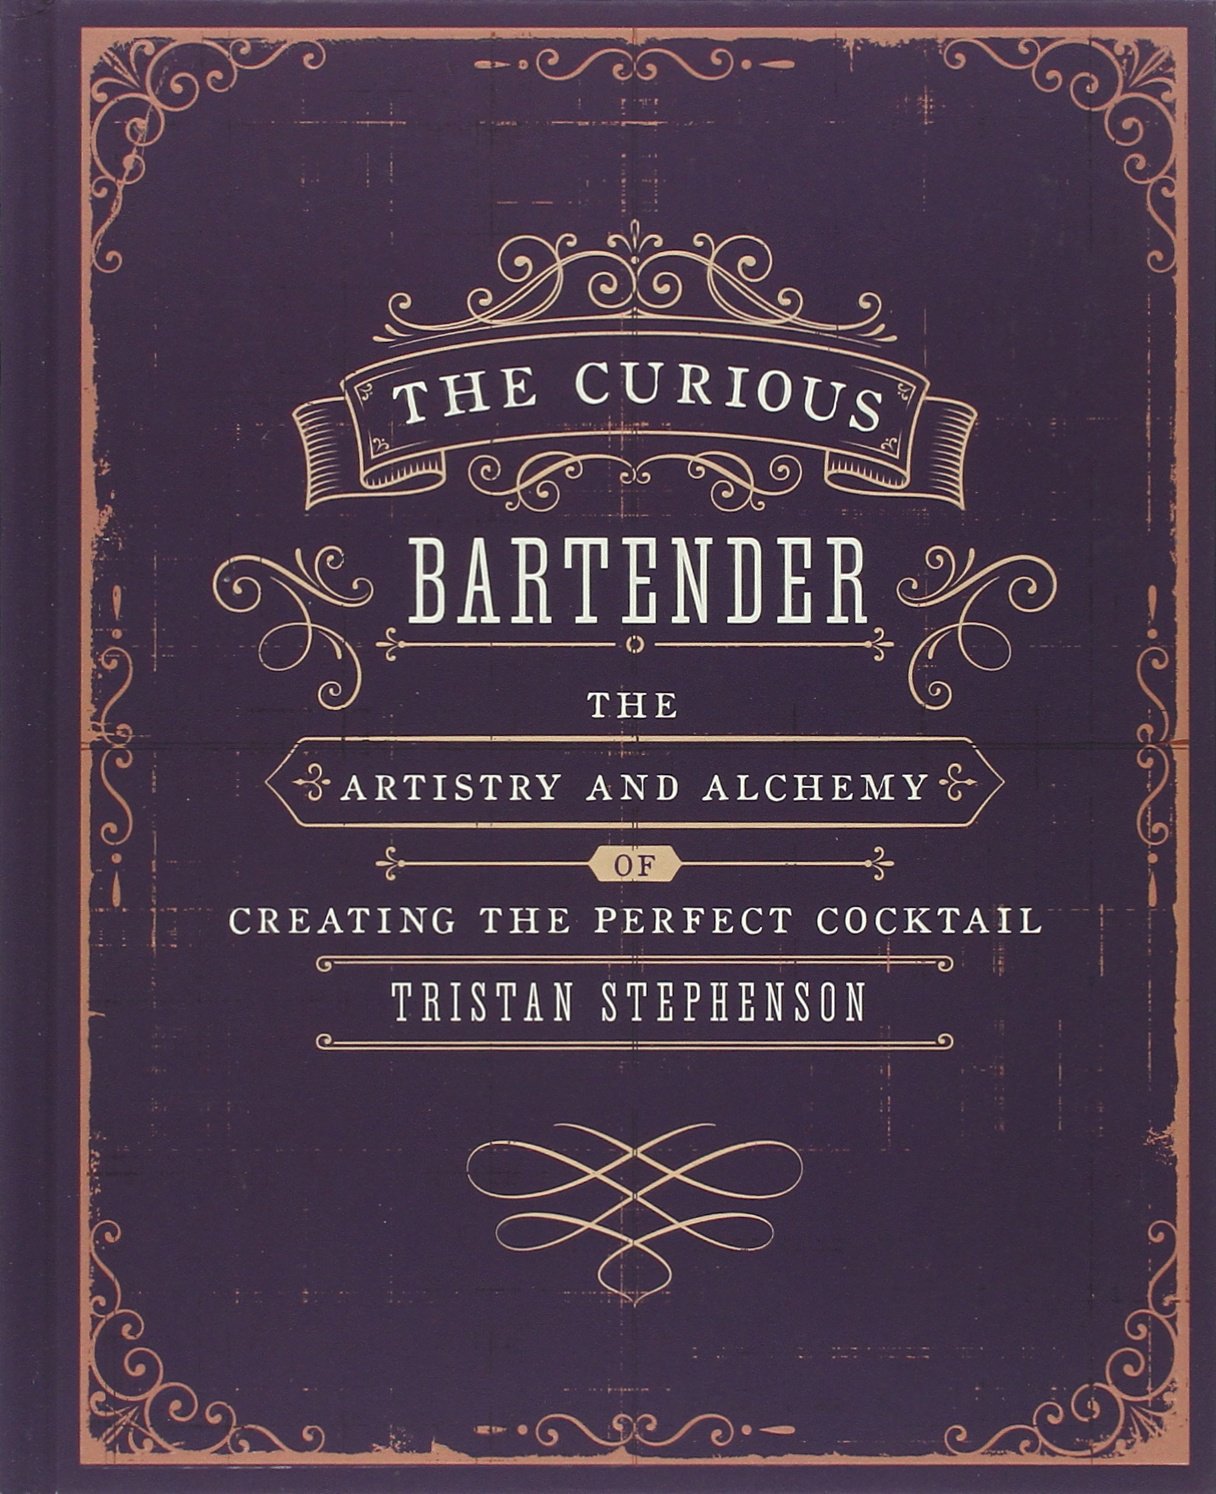 THE CURIOUS
BARTENDER
THE
ARTISTRY AND ALCHEMY
OF
CREATING THE PERFECT COCKTAIL
TRISTAN STEPHENSON